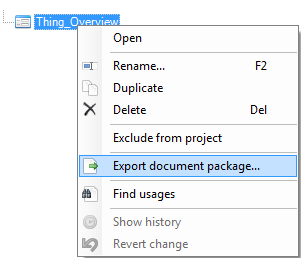 Thing_Overview
Open
Rename... F2
Duplicate
Delete Del
Exclude from project
Export document package...
Find usages
Show history
Revert change